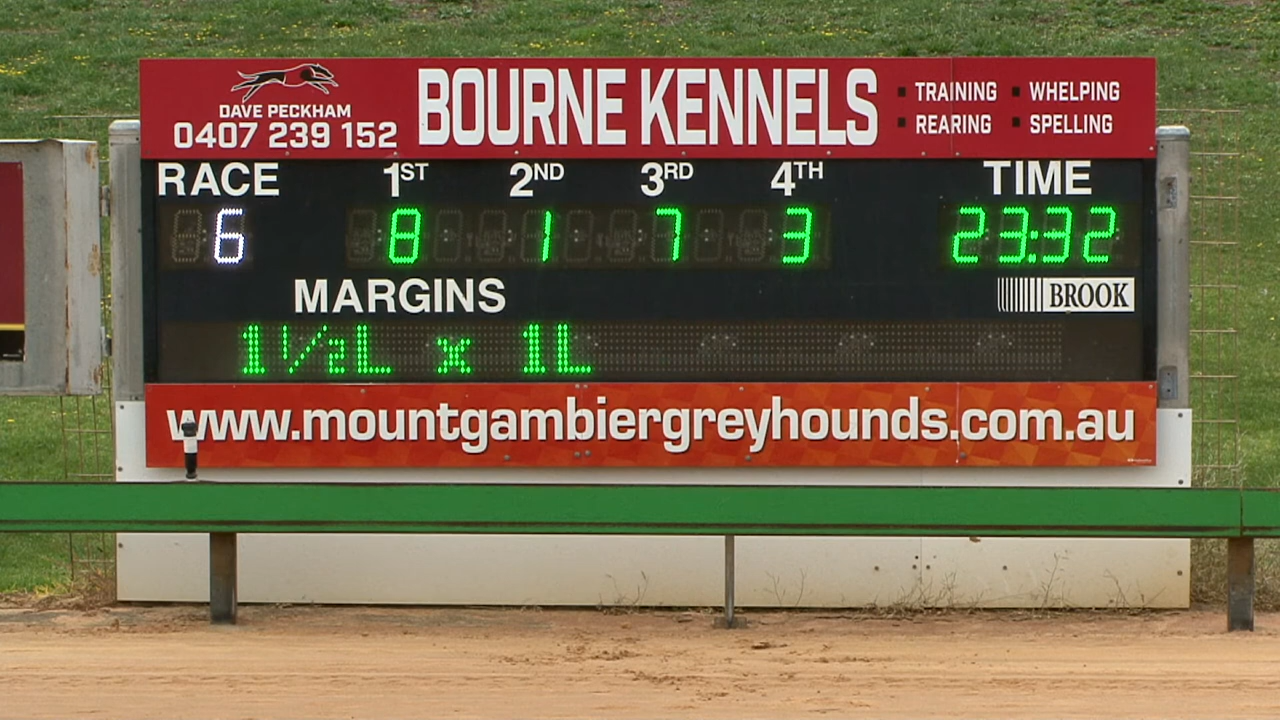 DAVE PECKHAM
0407 239 152
BOURNE KENNELS
TRAINING WHELPING
REARING SPELLING
RACE 1ST 2ND 3RD 4TH TIME
6 8 1 7 3 23:32
MARGINS
BROOK
1½L x 1L
www.mountgambiergreyhounds.com.au